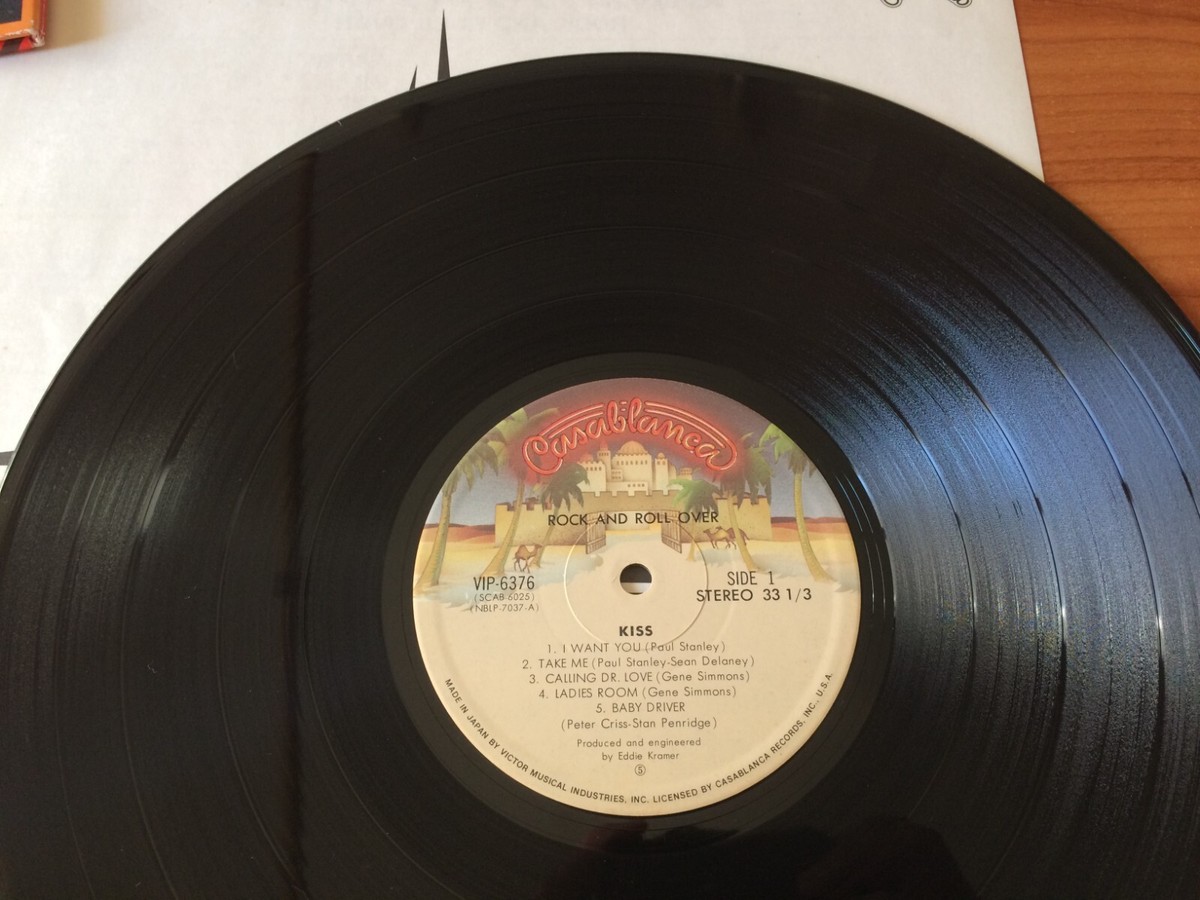 Casablanca
ROCK AND ROLL OVER
VIP-6376
(SCAB 6025)
(NBLP-7037-A)
SIDE 1
STEREO 33 1/3
KISS
1. I WANT YOU (Paul Stanley)
2. TAKE ME (Paul Stanley-Sean Delaney)
3. CALLING DR. LOVE (Gene Simmons)
4. LADIES ROOM (Gene Simmons)
5. BABY DRIVER
(Peter Criss-Stan Penridge)
Produced and engineered
by Eddie Kramer
⑤
MADE IN JAPAN BY VICTOR MUSICAL INDUSTRIES, INC. LICENSED BY CASABLANCA RECORDS, INC., U.S.A.